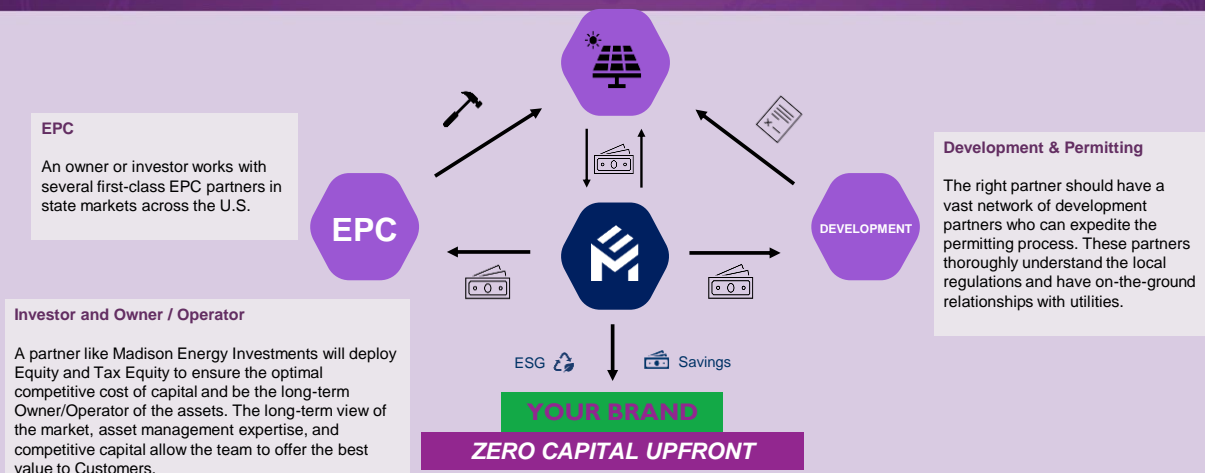 EPC
An owner or investor works with
several first-class EPC partners in
state markets across the U.S.
EPC
DEVELOPMENT
Development & Permitting
The right partner should have a
vast network of development
partners who can expedite the
permitting process. These partners
thoroughly understand the local
regulations and have on-the-ground
relationships with utilities.
Investor and Owner / Operator
A partner like Madison Energy Investments will deploy
Equity and Tax Equity to ensure the optimal
competitive cost of capital and be the long-term
Owner/Operator of the assets. The long-term view of
the market, asset management expertise, and
competitive capital allow the team to offer the best
value to Customers.
ESG
Savings
YOUR BRAND
ZERO CAPITAL UPFRONT